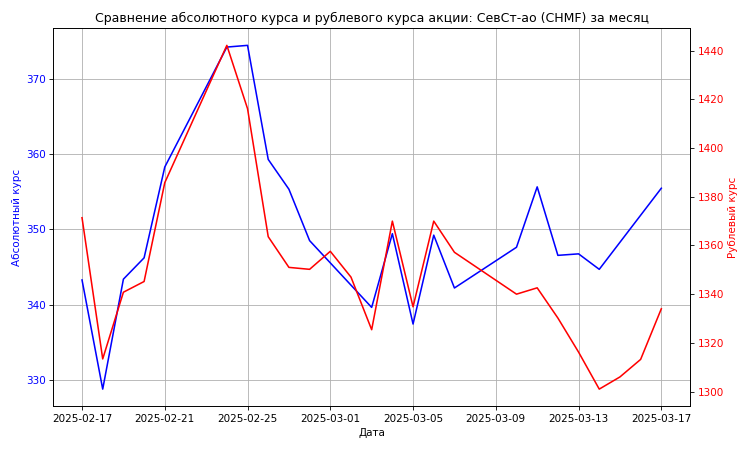 Сравнение абсолютного курса и рублевого курса акции: СевСт-ао (CHMF) за месяц
Абсолютный курс
370
360
350
340
330
1440
1420
1400
1380
1360
1340
1320
1300
Рублевый курс
2025-02-17 2025-02-21 2025-02-25 2025-03-01 2025-03-05 2025-03-09 2025-03-13 2025-03-17
Дата